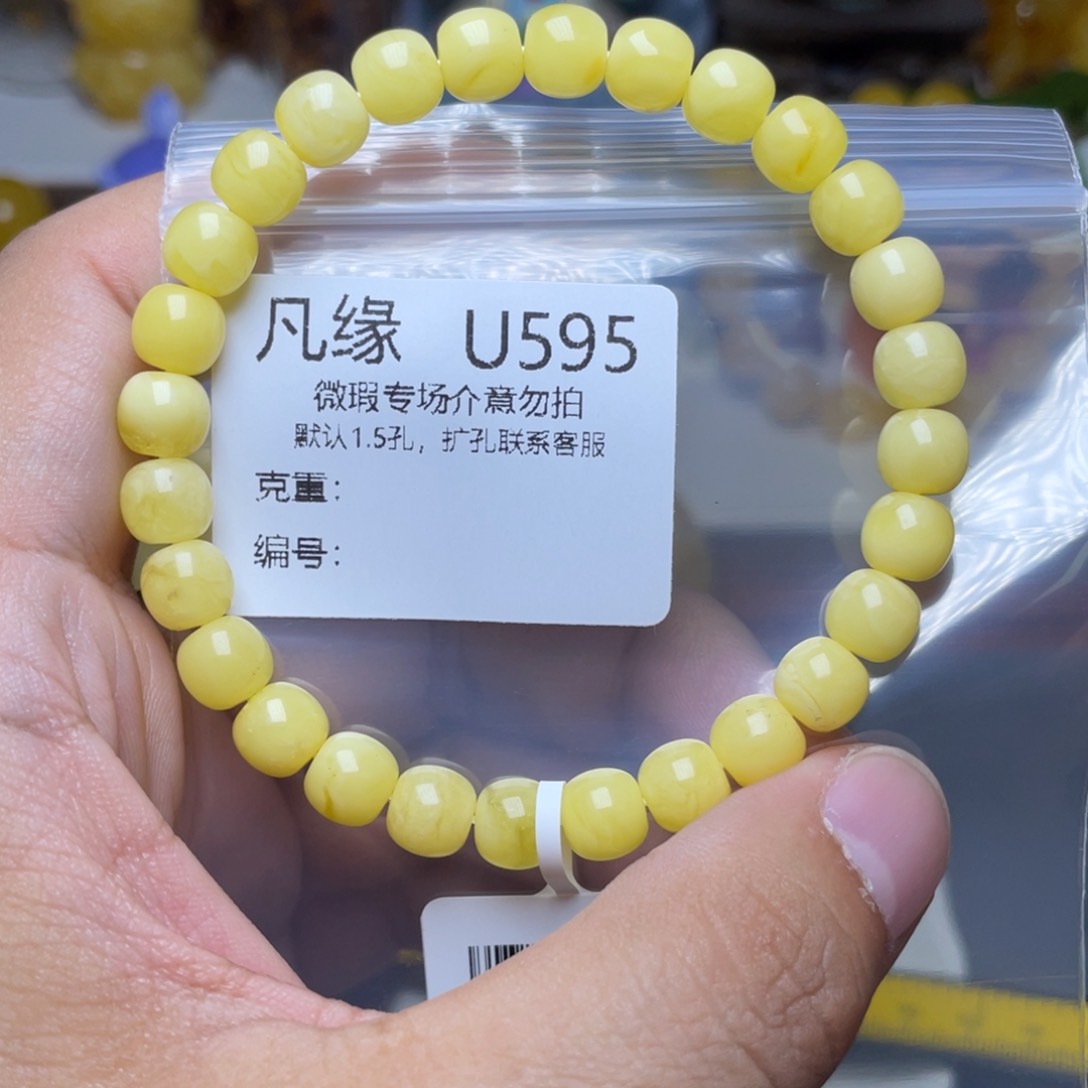 凡缘 U595
微瑕专场介意勿拍
默认1.5孔，扩孔联系客服
克重：
编号：